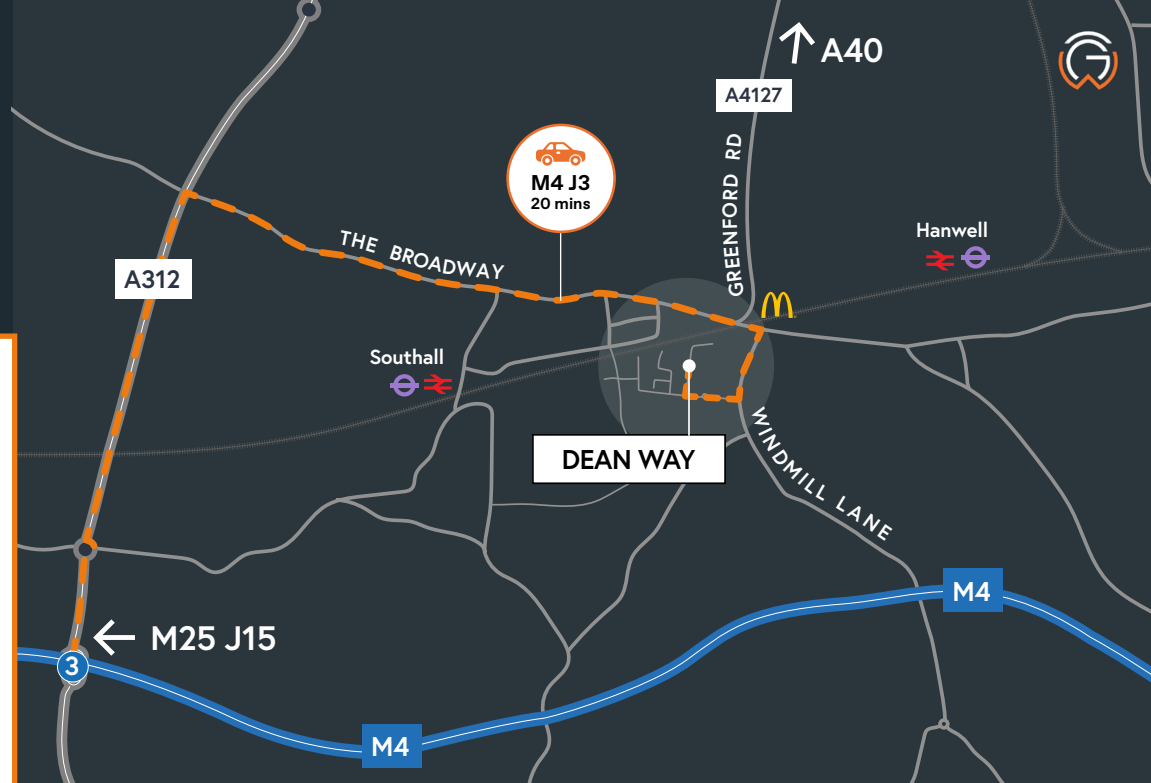 A40
A4127
GREENFORD RD
M4 J3
20 mins
THE BROADWAY
Hanwell
A312
Southall
DEAN WAY
WINDMILL LANE
M4
M25 J15
3
M4